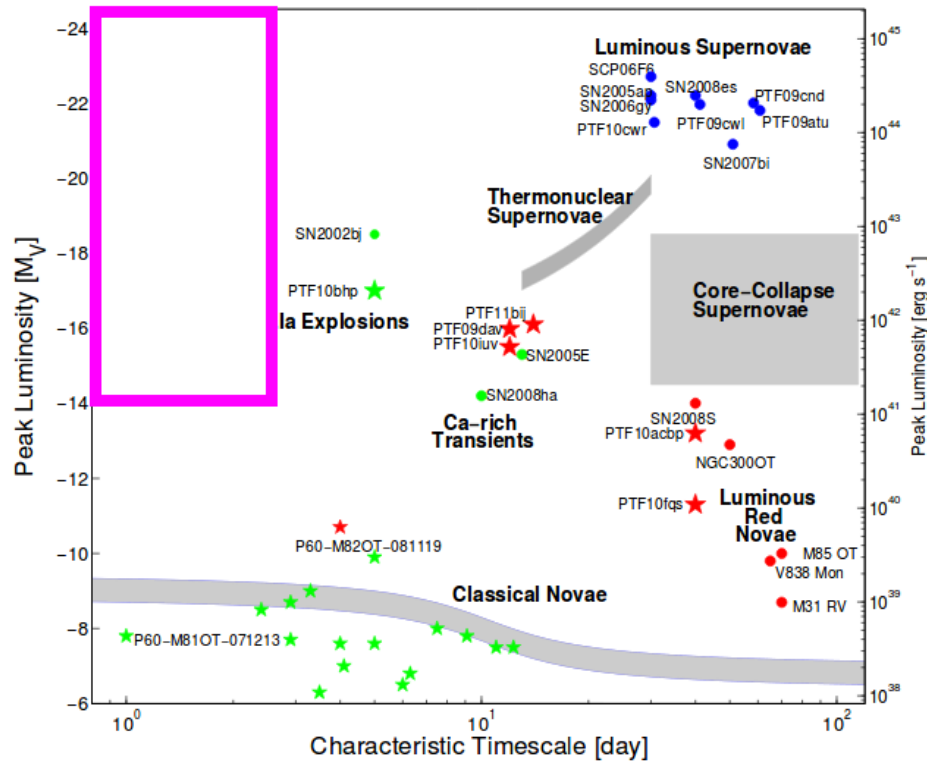 Luminous Supernovae
SCP06F6
SN2005ap
SN2008es
SN2006gy
PTF09cnd
PTF10cwr
PTF09cwl
PTF09atu
SN2007bi
Thermonuclear
Supernovae
SN2002bj
PTF10bhp
Ia Explosions
Core−Collapse
Supernovae
PTF11bij
PTF09dav
PTF10iuv
SN2005E
SN2008ha
Ca−rich
Transients
SN2008S
PTF10acbp
NGC300OT
PTF10fqs
Luminous
Red
Novae
P60−M82OT−081119
M85 OT
V838 Mon
M31 RV
Classical Novae
P60−M81OT−071213
−24
−22
−20
−18
−16
−14
−12
−10
−8
−6
Peak Luminosity [M_V]
10^45
10^44
10^43
10^42
10^41
10^40
10^39
10^38
Peak Luminosity [erg s^−1]
10^0
10^1
10^2
Characteristic Timescale [day]